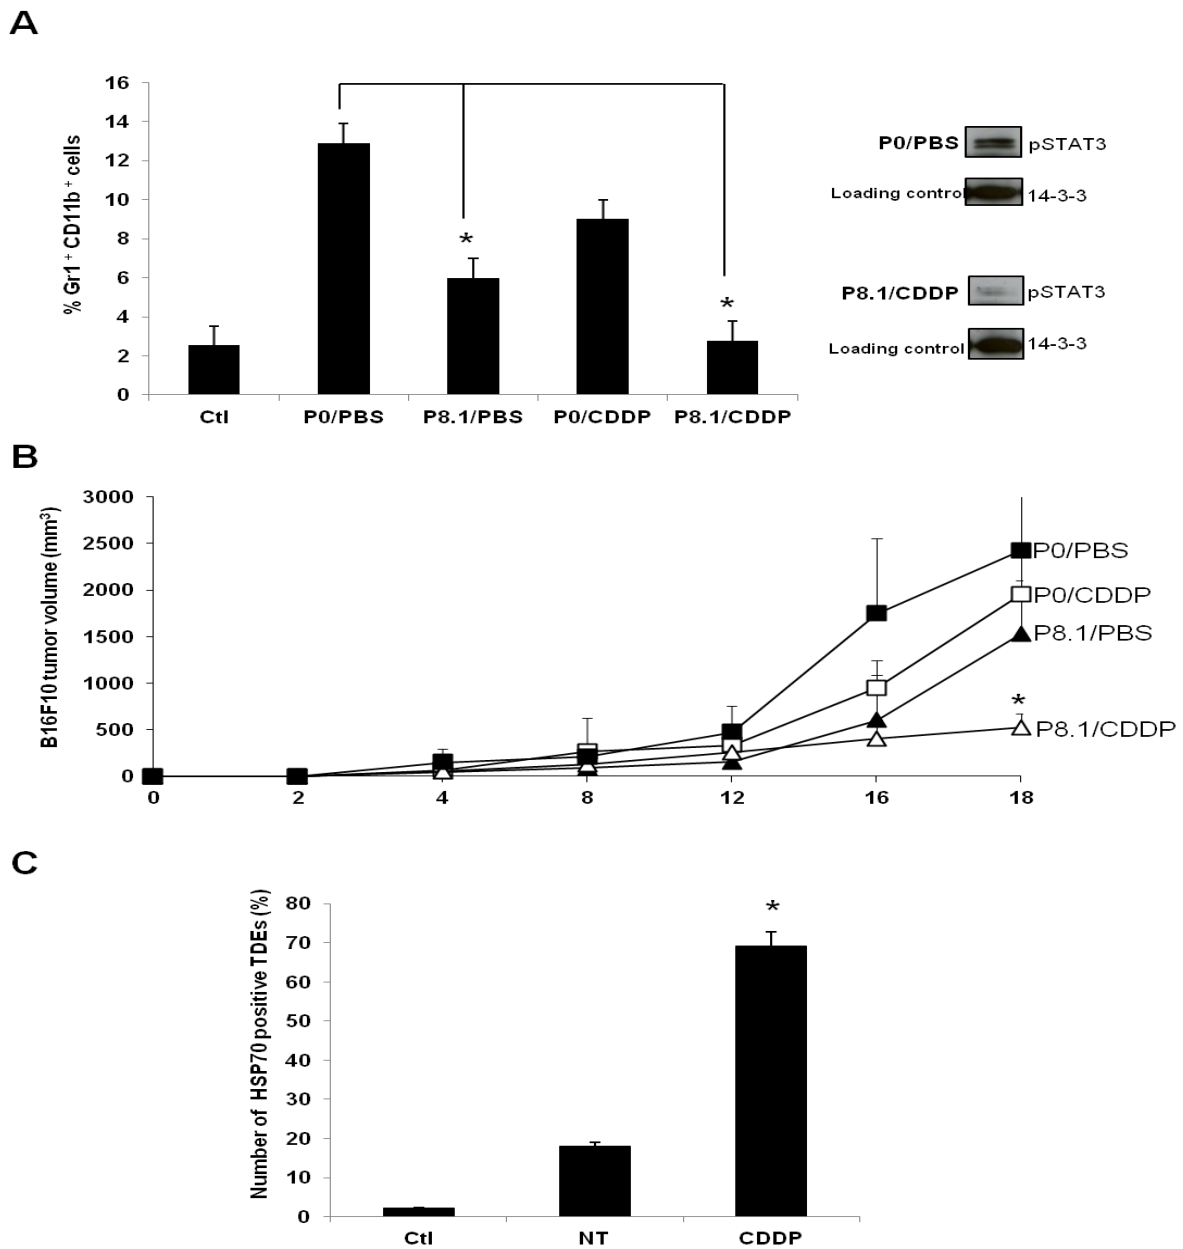 A
% Gr1 + CD11b + cells
16
14
12
10
8
6
4
2
0
*
*
Ctl P0/PBS P8.1/PBS P0/CDDP P8.1/CDDP
P0/PBS pSTAT3
Loading control 14-3-3
P8.1/CDDP pSTAT3
Loading control 14-3-3
B
B16F10 tumor volume (mm³)
3000
2500
2000
1500
1000
500
0
P0/PBS
P0/CDDP
P8.1/PBS
*
P8.1/CDDP
0 2 4 8 12 16 18
C
Number of HSP70 positive TDEs (%)
80
70
60
50
40
30
20
10
0
*
Ctl NT CDDP